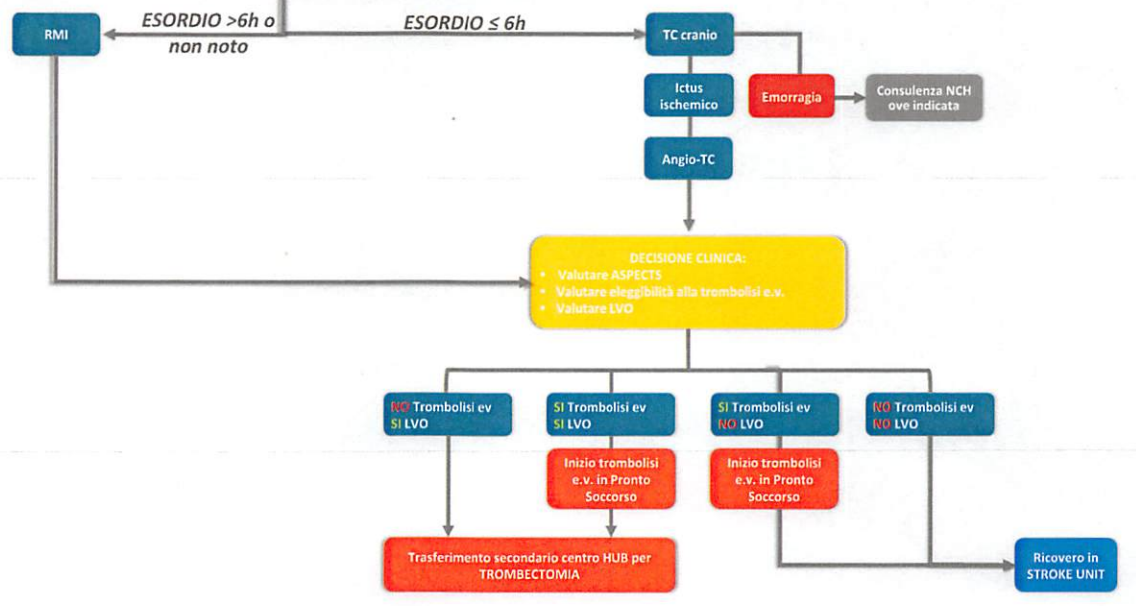 ESORDIO >6h o
non noto
ESORDIO ≤ 6h
RMI
TC cranio
Ictus
ischemico
Emorragia
Consulenza NCH
ove indicata
Angio-TC
DECISIONE CLINICA:
• Valutare ASPECTS
• Valutare eleggibilità alla trombolisi e.v.
• Valutare LVO
NO Trombolisi ev
SI LVO
SI Trombolisi ev
SI LVO
SI Trombolisi ev
NO LVO
NO Trombolisi ev
NO LVO
Inizio trombolisi
e.v. in Pronto
Soccorso
Inizio trombolisi
e.v. in Pronto
Soccorso
Trasferimento secondario centro HUB per
TROMBECTOMIA
Ricovero in
STROKE UNIT